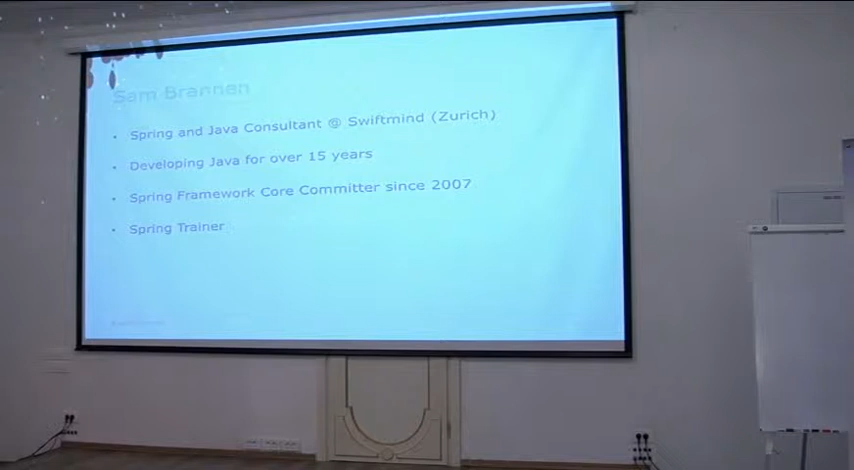 Sam Brannen
• Spring and Java Consultant @ Swiftmind (Zurich)
• Developing Java for over 15 years
• Spring Framework Core Committer since 2007
• Spring Trainer